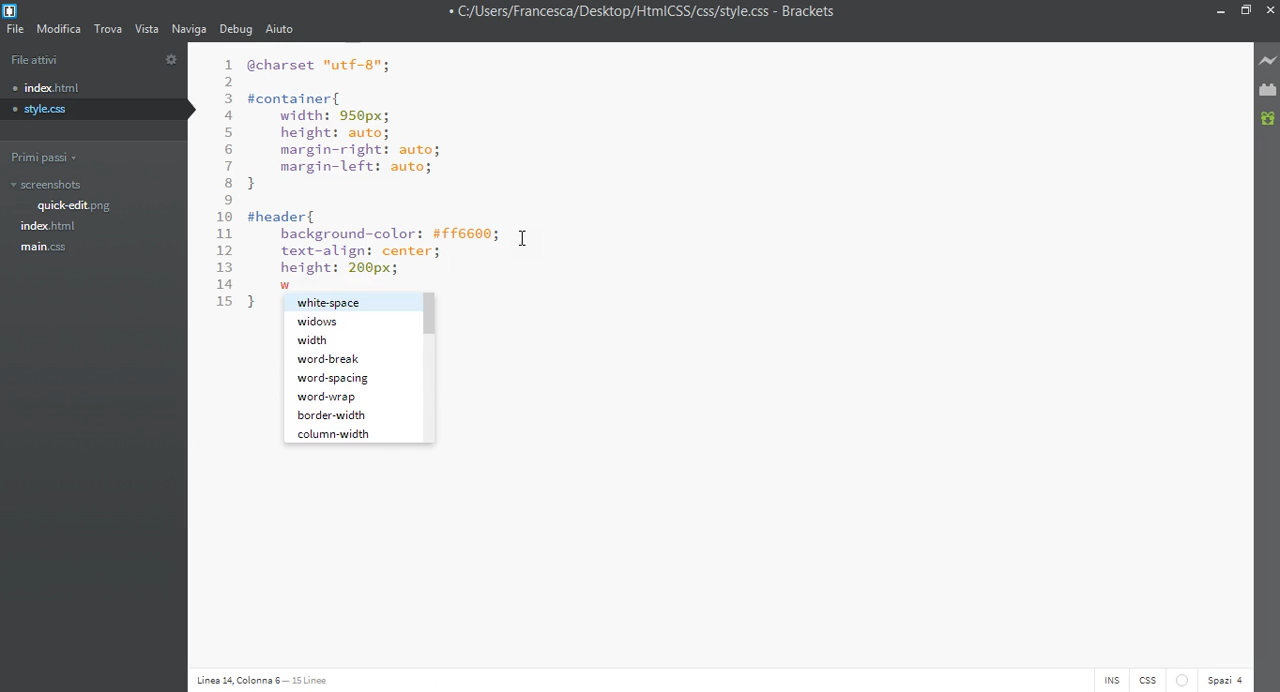 • C:/Users/Francesca/Desktop/HtmlCSS/css/style.css - Brackets
File Modifica Trova Vista Naviga Debug Aiuto
File attivi
• index.html
• style.css
Primi passi
screenshots
quick-edit.png
index.html
main.css
1 @charset "utf-8";
2
3 #container{
4 width: 950px;
5 height: auto;
6 margin-right: auto;
7 margin-left: auto;
8 }
9
10 #header{
11 background-color: #ff6600;
12 text-align: center;
13 height: 200px;
14 w
15 }
white-space
widows
width
word-break
word-spacing
word-wrap
border-width
column-width
Linea 14, Colonna 6 — 15 Linee
INS CSS Spazi 4